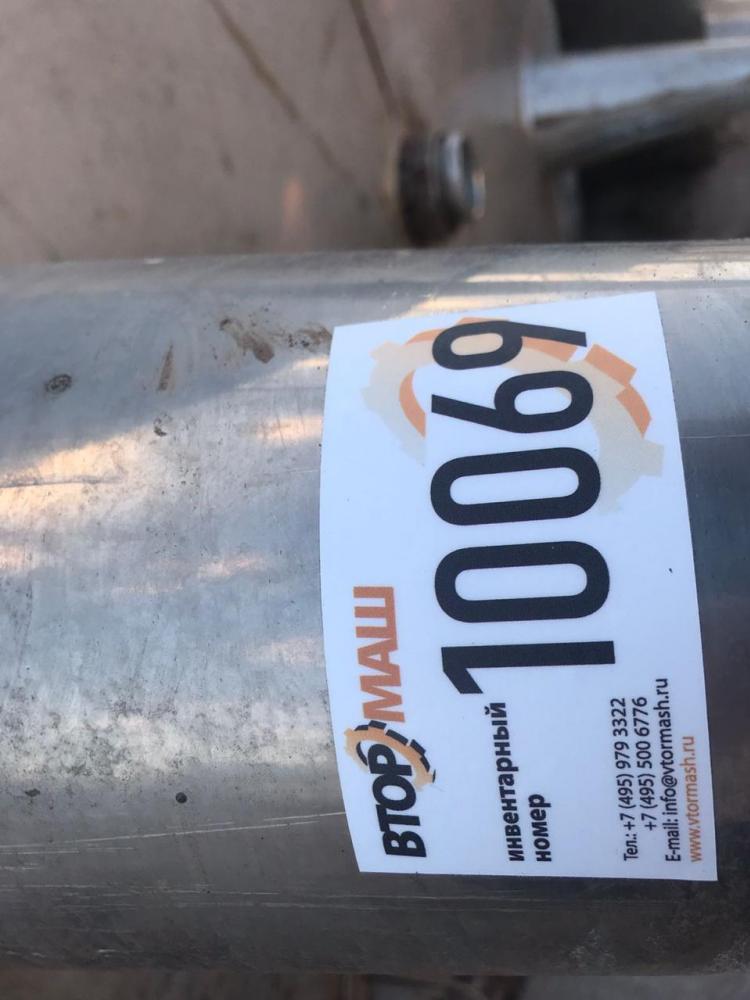 ВТОРМАШ
инвентарный
номер
10069
Тел.: +7 (495) 979 3322
+7 (495) 500 6776
E-mail: info@vtormash.ru
www.vtormash.ru